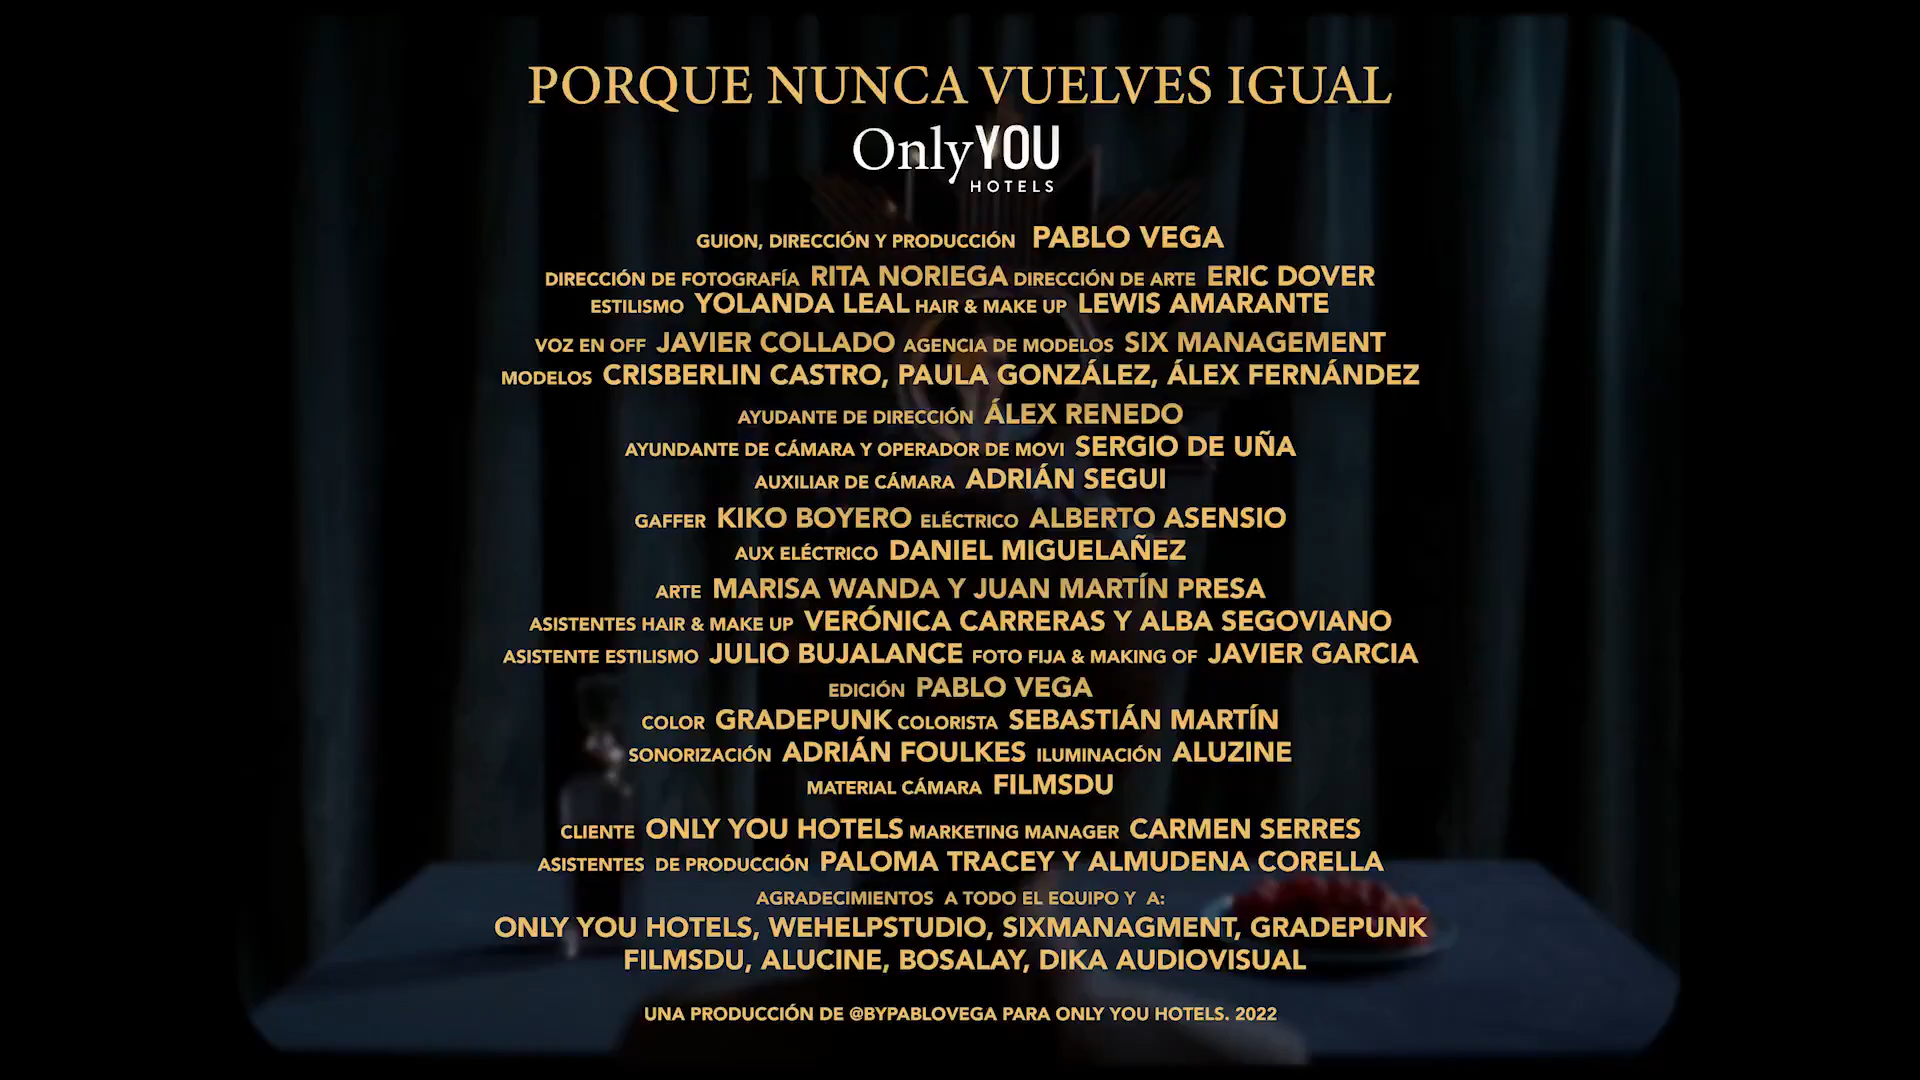 PORQUE NUNCA VUELVES IGUAL
OnlyYOU
HOTELS
GUION, DIRECCIÓN Y PRODUCCIÓN PABLO VEGA
DIRECCIÓN DE FOTOGRAFÍA RITA NORIEGA DIRECCIÓN DE ARTE ERIC DOVER
ESTILISMO YOLANDA LEAL HAIR & MAKE UP LEWIS AMARANTE
VOZ EN OFF JAVIER COLLADO AGENCIA DE MODELOS SIX MANAGEMENT
MODELOS CRISBERLIN CASTRO, PAULA GONZÁLEZ, ÁLEX FERNÁNDEZ
AYUDANTE DE DIRECCIÓN ÁLEX RENEDO
AYUNDANTE DE CÁMARA Y OPERADOR DE MOVI SERGIO DE UÑA
AUXILIAR DE CÁMARA ADRIÁN SEGUI
GAFFER KIKO BOYERO ELÉCTRICO ALBERTO ASENSIO
AUX ELÉCTRICO DANIEL MIGUELAÑEZ
ARTE MARISA WANDA Y JUAN MARTÍN PRESA
ASISTENTES HAIR & MAKE UP VERÓNICA CARRERAS Y ALBA SEGOVIANO
ASISTENTE ESTILISMO JULIO BUJALANCE FOTO FIJA & MAKING OF JAVIER GARCIA
EDICIÓN PABLO VEGA
COLOR GRADEPUNK COLORISTA SEBASTIÁN MARTÍN
SONORIZACIÓN ADRIÁN FOULKES ILUMINACIÓN ALUZINE
MATERIAL CÁMARA FILMSDU
CLIENTE ONLY YOU HOTELS MARKETING MANAGER CARMEN SERRES
ASISTENTES DE PRODUCCIÓN PALOMA TRACEY Y ALMUDENA CORELLA
AGRADECIMIENTOS A TODO EL EQUIPO Y A:
ONLY YOU HOTELS, WEHELPSTUDIO, SIXMANAGMENT, GRADEPUNK
FILMSDU, ALUCINE, BOSALAY, DIKA AUDIOVISUAL
UNA PRODUCCIÓN DE @BYPABLOVEGA PARA ONLY YOU HOTELS. 2022